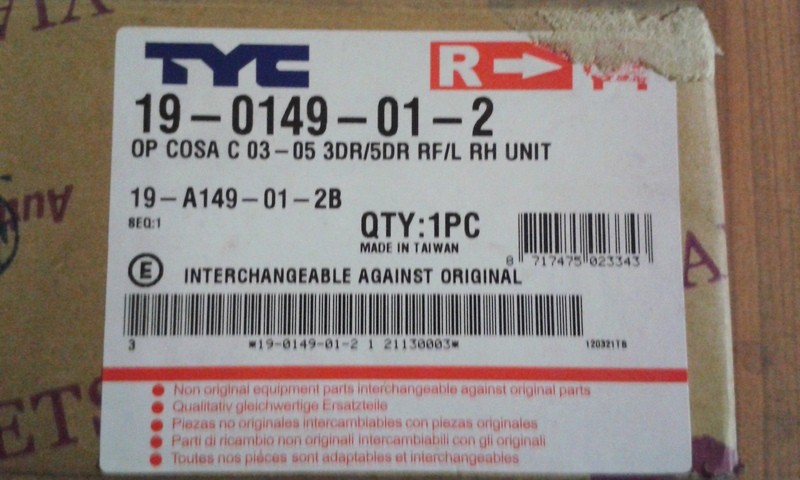 TYC
R
19-0149-01-2
OP COSA C 03-05 3DR/5DR RF/L RH UNIT
19-A149-01-2B
SEQ:1
QTY:1PC
MADE IN TAIWAN
8 717475 023343
E INTERCHANGEABLE AGAINST ORIGINAL
3 *19-0149-01-2 1 21130003* 120321TB
Non original equipment parts interchangeable against original parts
Qualitativ gleichwertige Ersatzteile
Piezas no originales intercambiables con piezas originales
Parti di ricambio non originali intercambiabili con gli originali
Toutes nos pièces sont adaptables et interchangeables